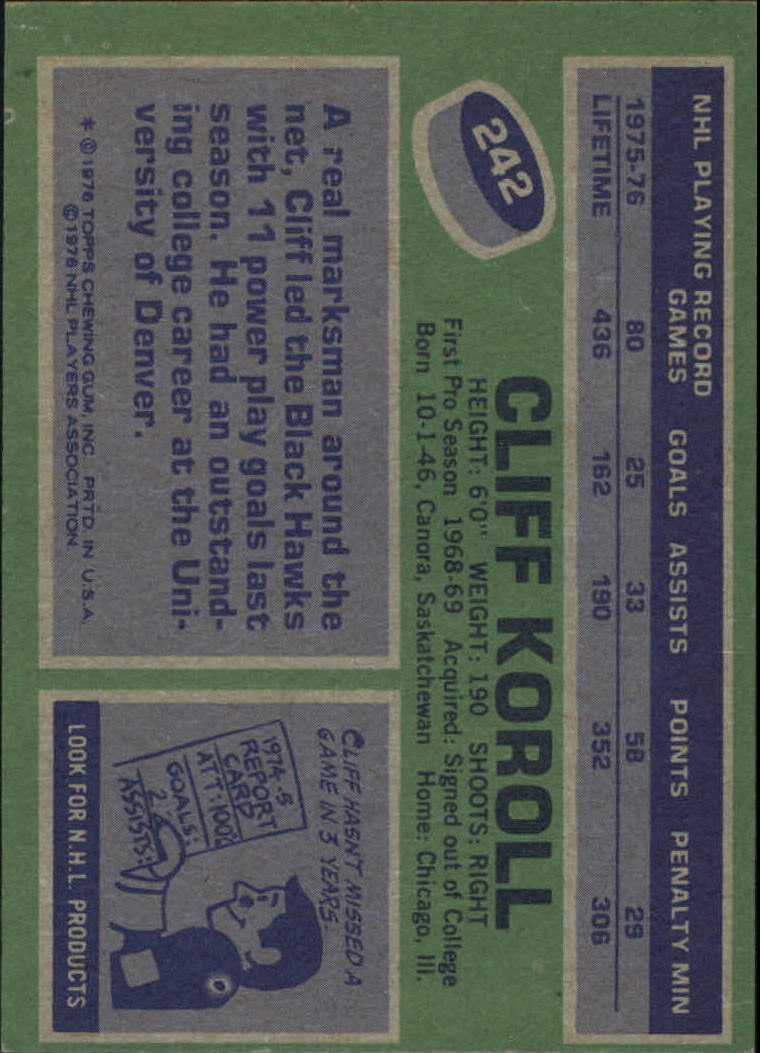 NHL PLAYING RECORD
GAMES GOALS ASSISTS POINTS PENALTY MIN
1975-76 80 25 33 58 29
LIFETIME 436 162 190 352 306
242
CLIFF KOROLL
HEIGHT: 6'0" WEIGHT: 190 SHOOTS: RIGHT
First Pro Season 1968-69 Acquired: Signed out of College
Born 10-1-46, Canora, Saskatchewan Home: Chicago, Ill.
A real marksman around the
net, Cliff led the Black Hawks
with 11 power play goals last
season. He had an outstand-
ing college career at the Uni-
versity of Denver.
* © 1976 TOPPS CHEWING GUM, INC. PRTD. IN U.S.A.
© 1976 NHL PLAYERS ASSOCIATION.
CLIFF HASN'T MISSED A
GAME IN 3 YEARS.
1974-5
REPORT
CARD
ATT: 100%
GOALS:
ASSISTS:
LOOK FOR N.H.L. PRODUCTS